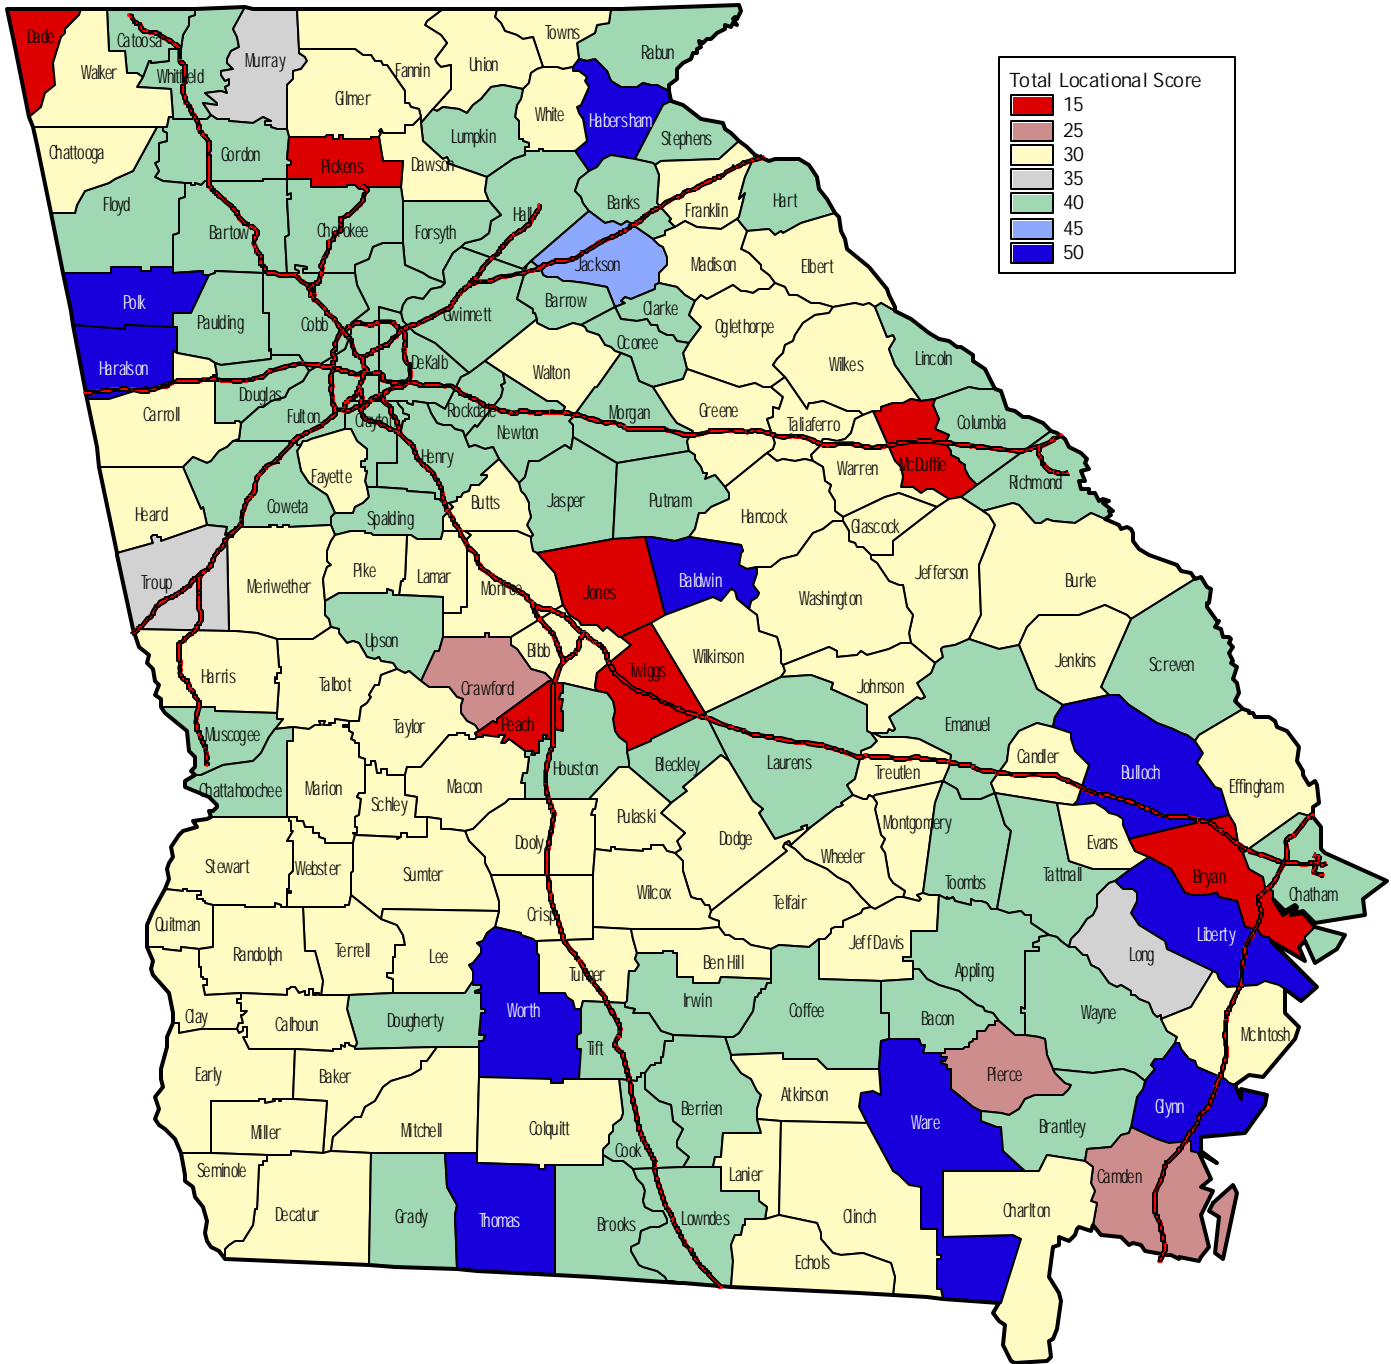 Total Locational Score
15
25
30
35
40
45
50
Dade
Catoosa
Walker
Whitfield
Murray
Fannin
Union
Towns
Rabun
Gilmer
White
Habersham
Lumpkin
Stephens
Chattooga
Gordon
Pickens
Dawson
Floyd
Bartow
Cherokee
Forsyth
Hall
Banks
Franklin
Hart
Jackson
Madison
Elbert
Polk
Paulding
Cobb
Gwinnett
Barrow
Clarke
Oglethorpe
Oconee
Haralson
DeKalb
Walton
Wilkes
Lincoln
Carroll
Douglas
Fulton
Clayton
Rockdale
Newton
Morgan
Greene
Taliaferro
Columbia
McDuffie
Warren
Richmond
Henry
Fayette
Heard
Coweta
Spalding
Butts
Jasper
Putnam
Hancock
Glascock
Troup
Meriwether
Pike
Lamar
Monroe
Jones
Baldwin
Washington
Jefferson
Burke
Upson
Bibb
Wilkinson
Jenkins
Screven
Harris
Talbot
Crawford
Twiggs
Johnson
Taylor
Peach
Emanuel
Muscogee
Chattahoochee
Marion
Schley
Macon
Houston
Bleckley
Laurens
Treutlen
Candler
Bulloch
Effingham
Stewart
Webster
Sumter
Dooly
Pulaski
Dodge
Wheeler
Montgomery
Toombs
Tattnall
Evans
Bryan
Chatham
Quitman
Randolph
Terrell
Lee
Crisp
Wilcox
Telfair
Jeff Davis
Ben Hill
Turner
Appling
Long
Liberty
Clay
Calhoun
Dougherty
Worth
Irwin
Coffee
Bacon
Wayne
McIntosh
Tift
Early
Baker
Pierce
Atkinson
Berrien
Ware
Glynn
Brantley
Miller
Mitchell
Colquitt
Cook
Seminole
Lanier
Camden
Decatur
Grady
Thomas
Brooks
Lowndes
Clinch
Charlton
Echols